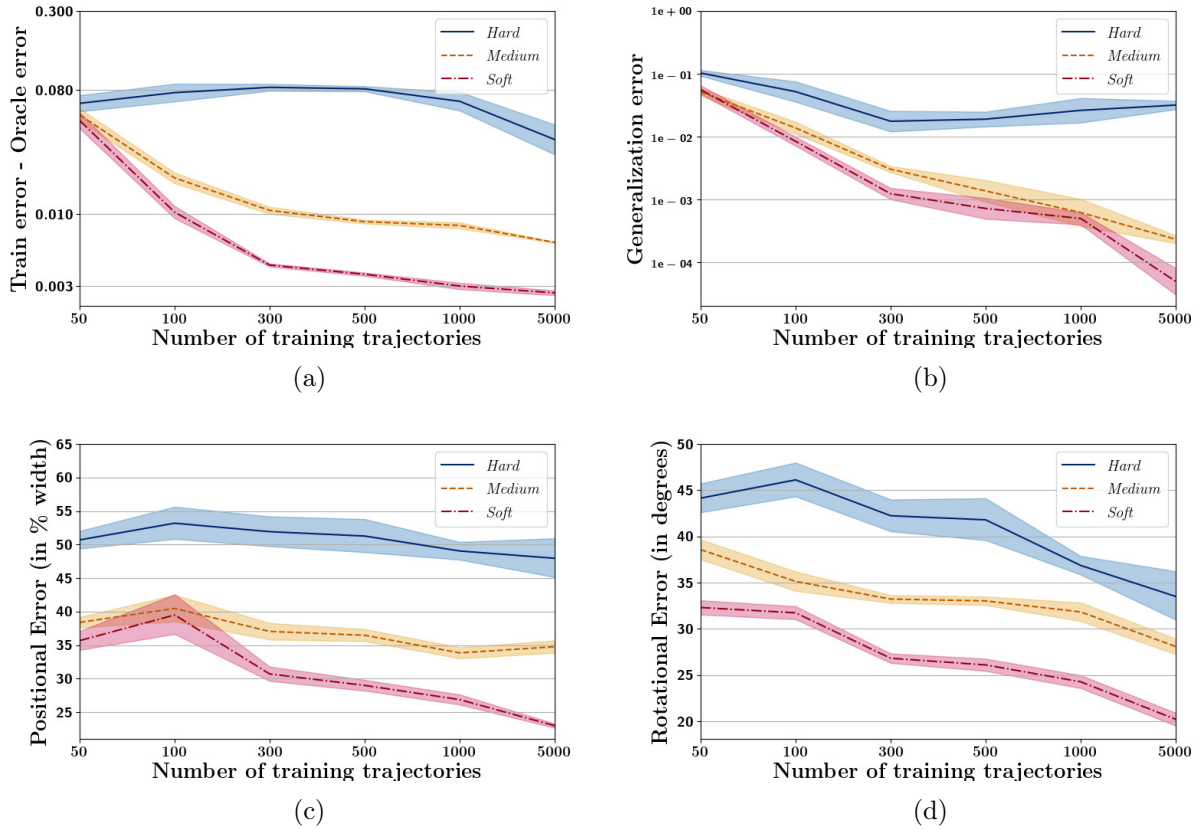 0.300
0.080
0.010
0.003
Train error - Oracle error
Hard
Medium
Soft
50 100 300 500 1000 5000
Number of training trajectories
(a)
1e + 00
1e − 01
1e − 02
1e − 03
1e − 04
Generalization error
Hard
Medium
Soft
50 100 300 500 1000 5000
Number of training trajectories
(b)
65
60
55
50
45
40
35
30
25
Positional Error (in % width)
Hard
Medium
Soft
50 100 300 500 1000 5000
Number of training trajectories
(c)
50
45
40
35
30
25
20
Rotational Error (in degrees)
Hard
Medium
Soft
50 100 300 500 1000 5000
Number of training trajectories
(d)